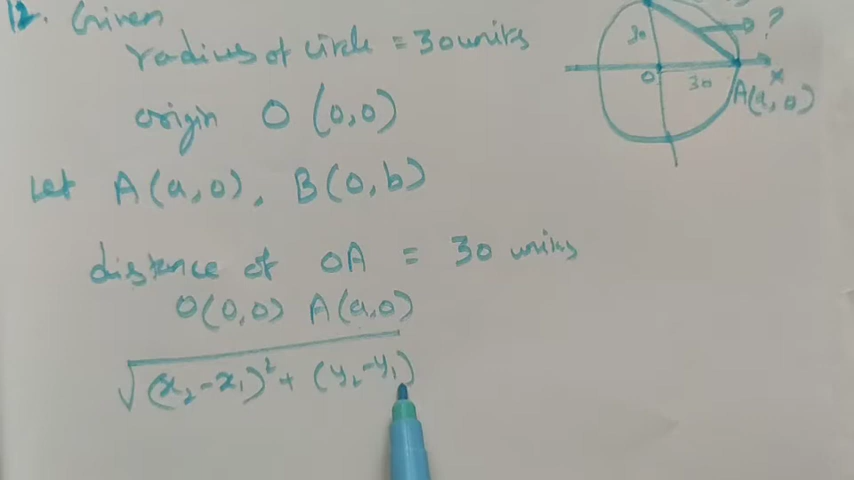 12. Given
radius of circle = 30 units
origin O (0,0)
Let A(a,0), B(0,b)
distance of OA = 30 units
O(0,0) A(a,0)
√(x₂-x₁)²+ (y₂-y₁)
?
30
O
30
x
A(a,0)